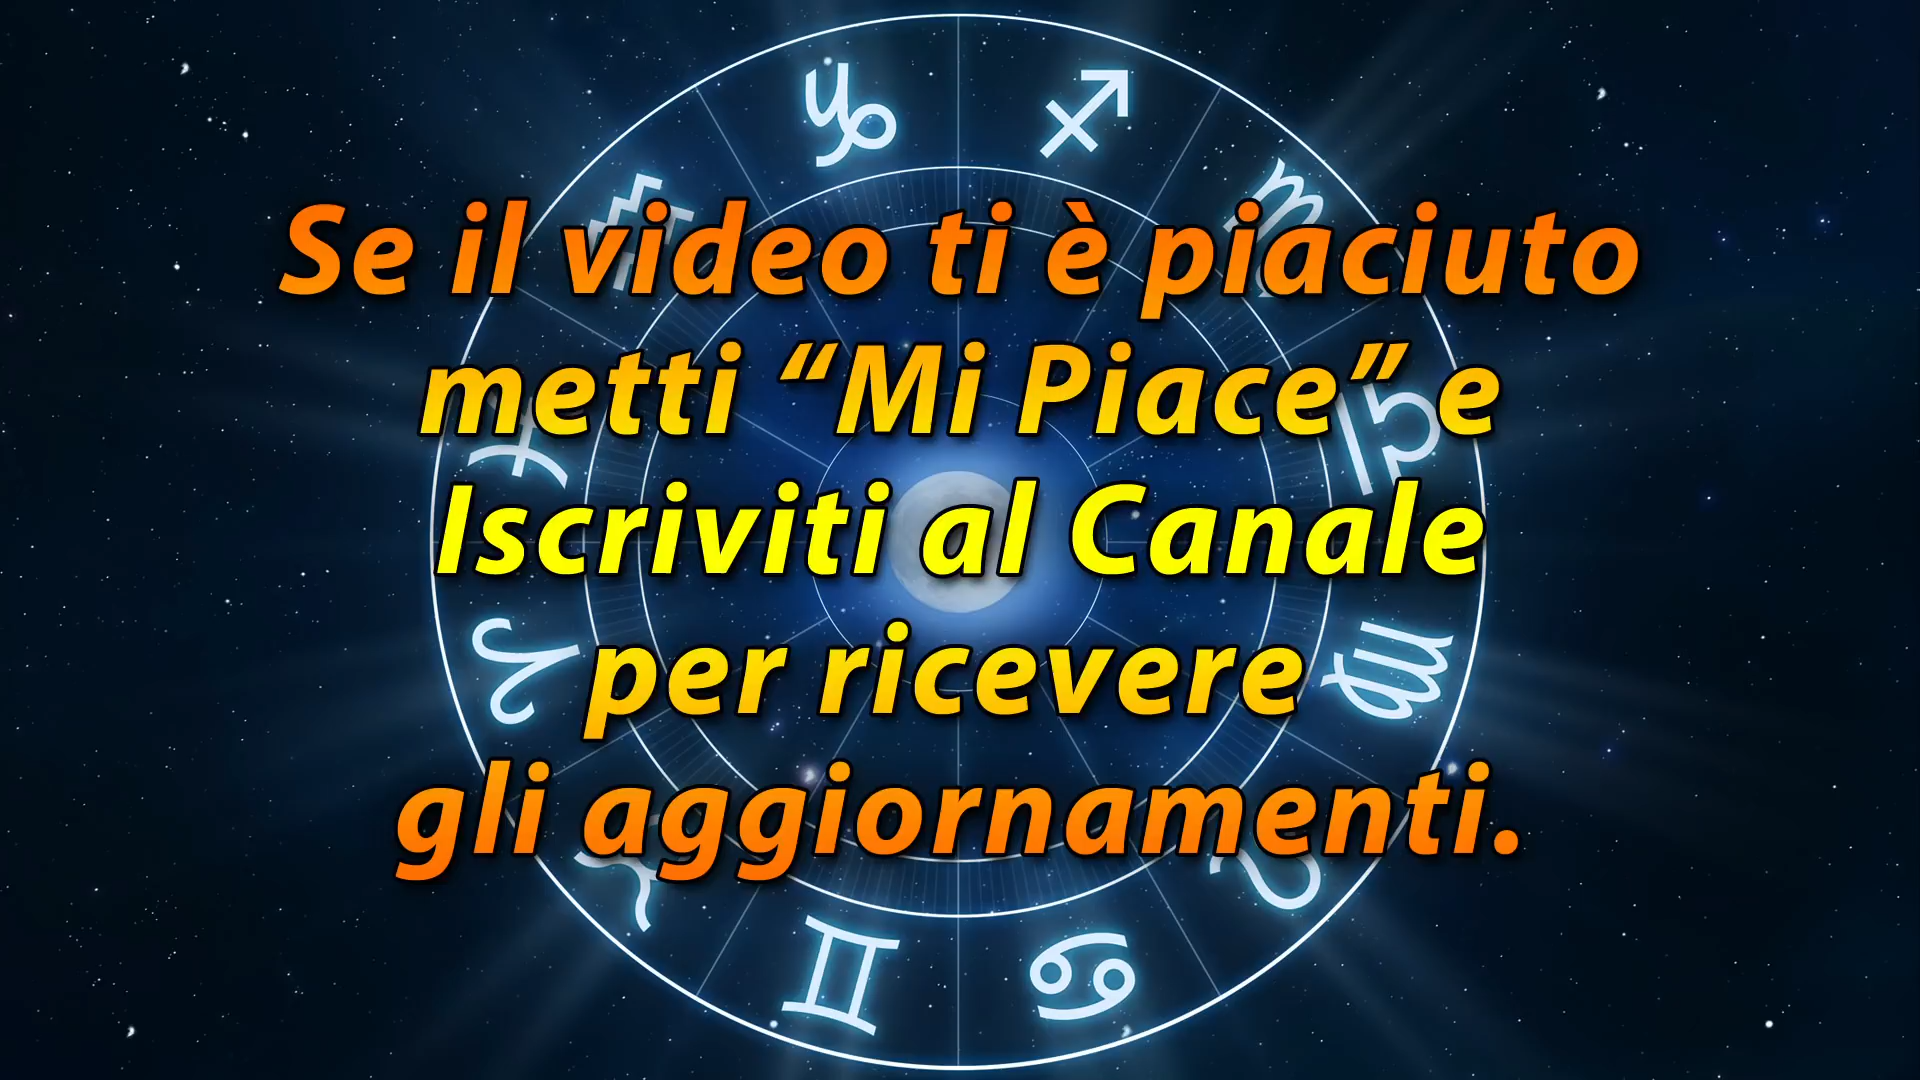 Se il video ti è piaciuto
metti “Mi Piace” e
Iscriviti al Canale
per ricevere
gli aggiornamenti.